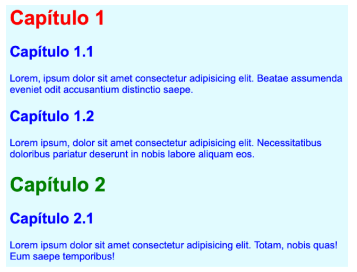 Capítulo 1
Capítulo 1.1
Lorem, ipsum dolor sit amet consectetur adipisicing elit. Beatae assumenda
eveniet odit accusantium distinctio saepe.
Capítulo 1.2
Lorem ipsum, dolor sit amet consectetur adipisicing elit. Necessitatibus
doloribus pariatur deserunt in nobis labore aliquam eos.
Capítulo 2
Capítulo 2.1
Lorem ipsum dolor sit amet consectetur adipisicing elit. Totam, nobis quas!
Eum saepe temporibus!